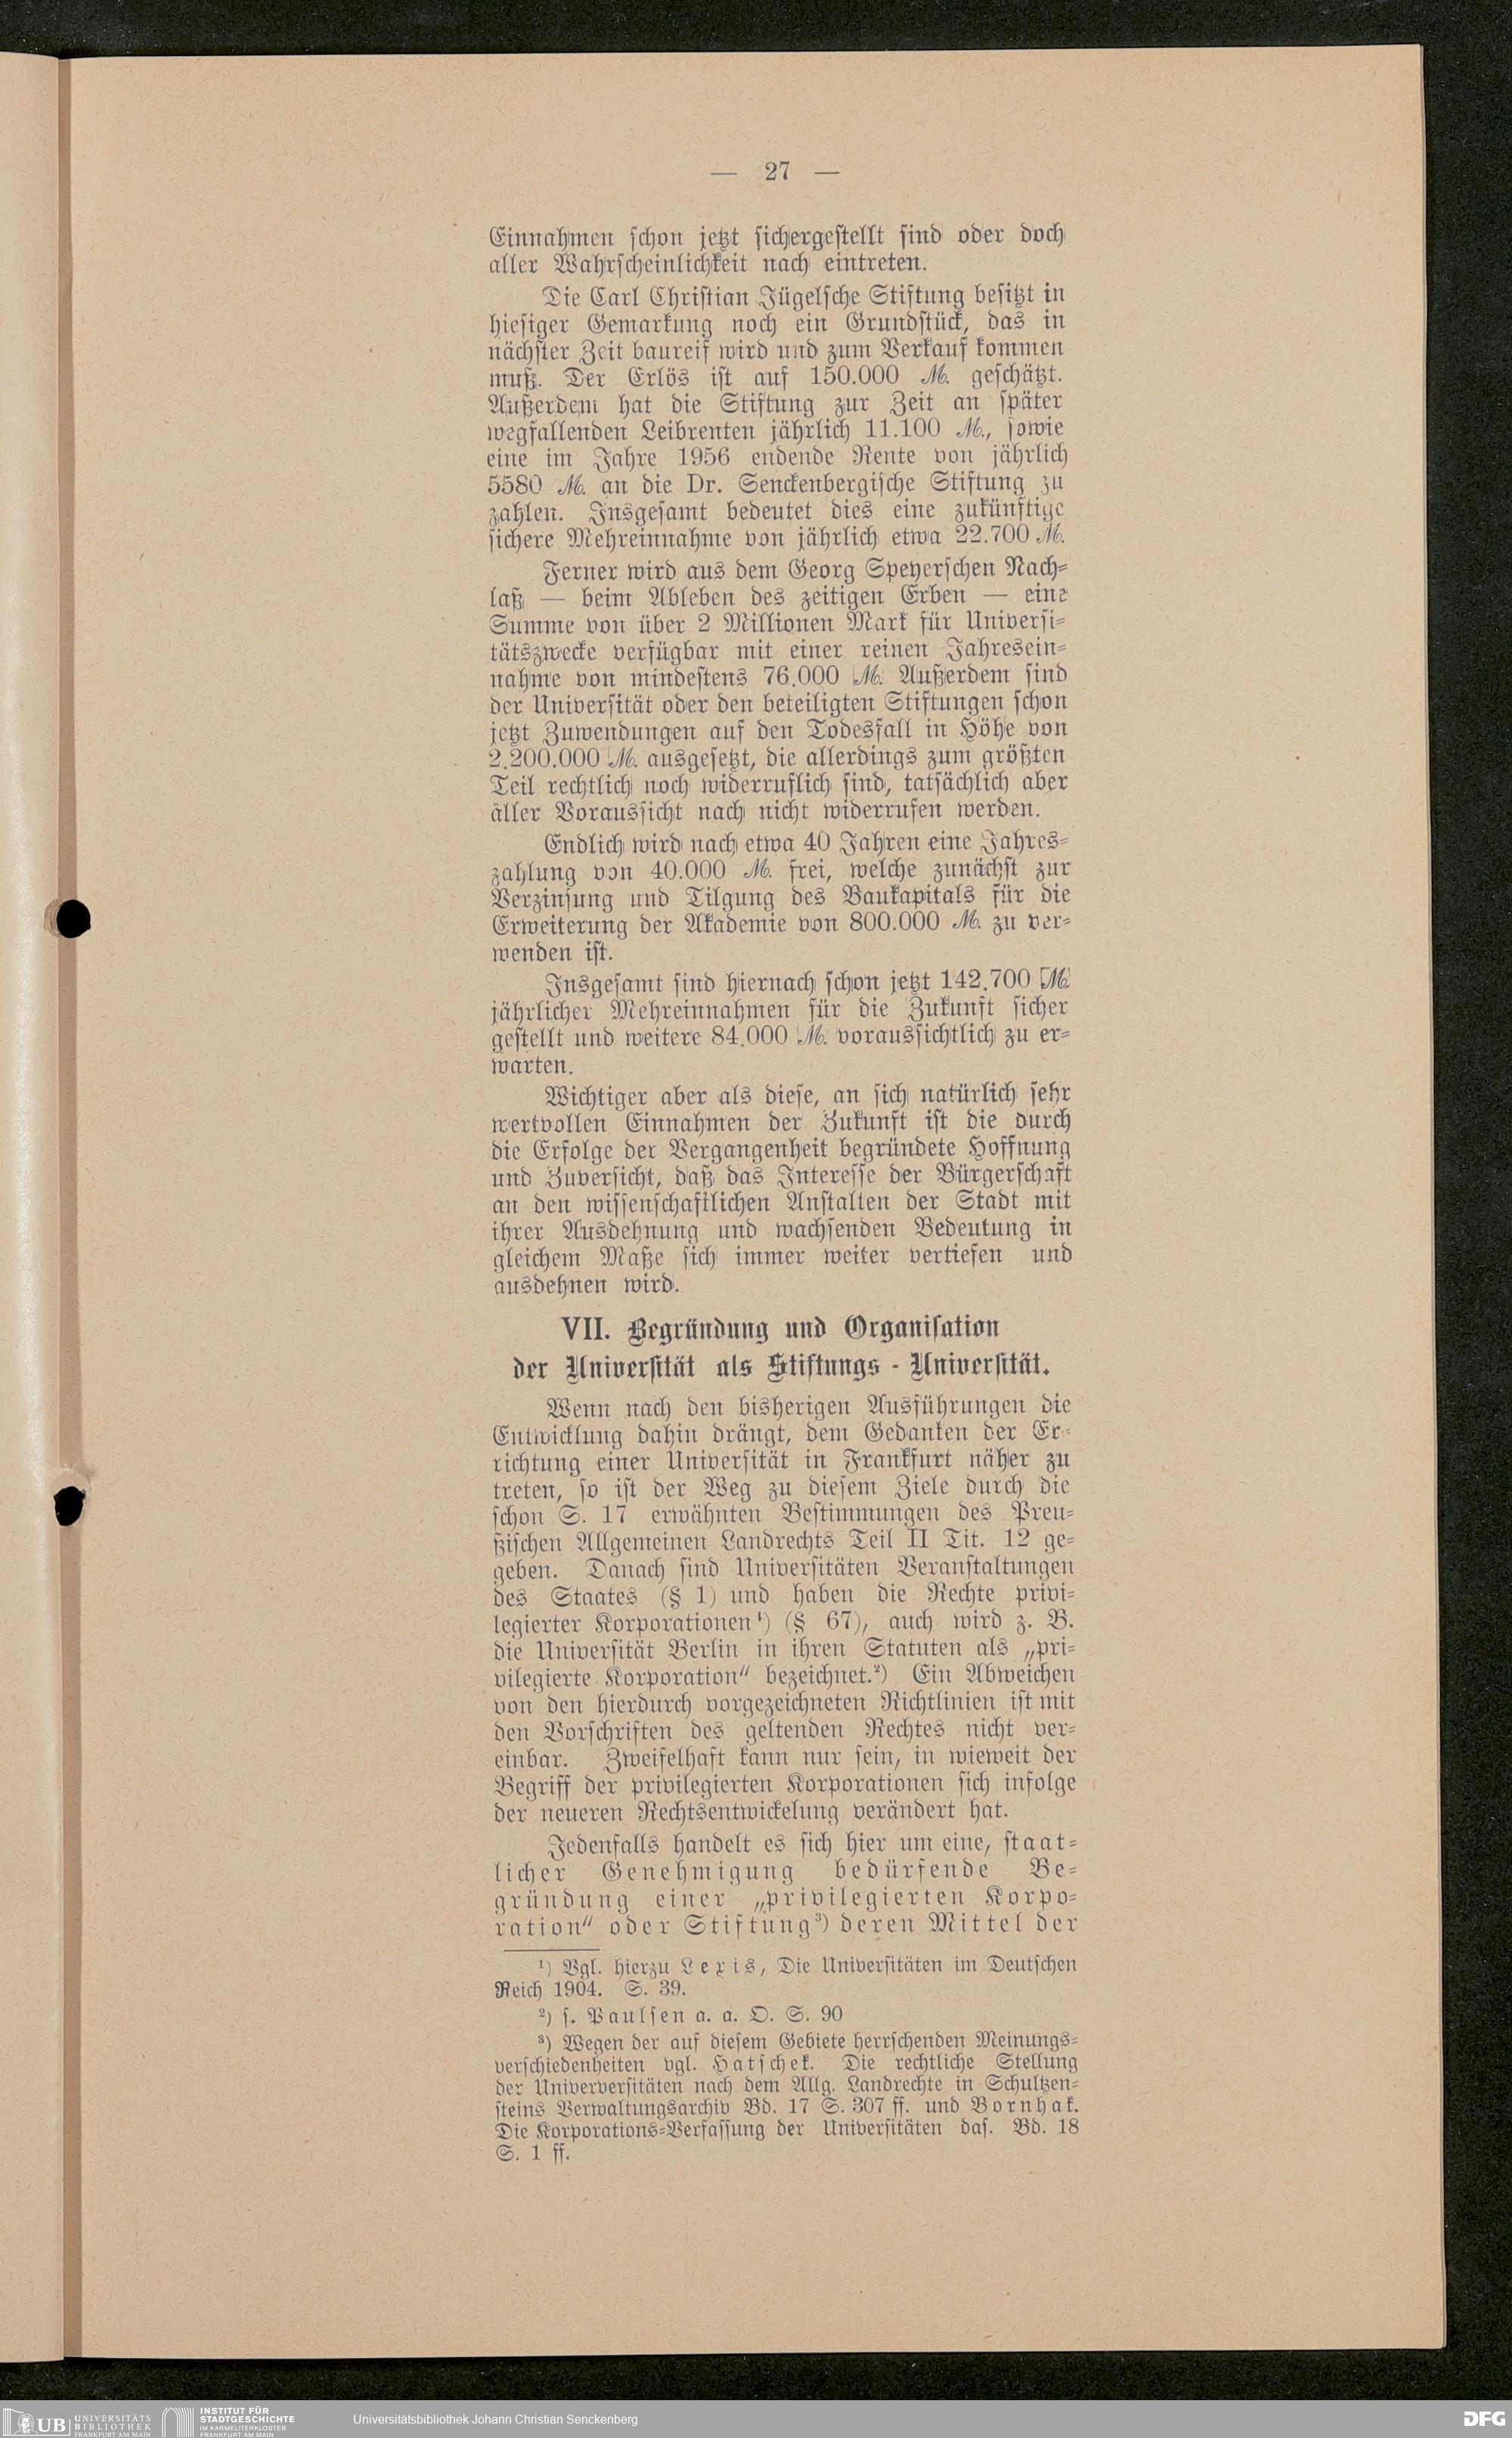 — 27 —
Einnahmen schon jetzt sichergestellt sind oder doch
aller Wahrscheinlichkeit nach eintreten.
Die Carl Christian Jügelsche Stiftung besitzt in
hiesiger Gemarkung noch ein Grundstück, das in
nächster Zeit baureif wird und zum Verkauf kommen
muß. Der Erlös ist auf 150.000 M. geschätzt.
Außerdem hat die Stiftung zur Zeit an später
wegfallenden Leibrenten jährlich 11.100 M., sowie
eine im Jahre 1956 endende Rente von jährlich
5580 M. an die Dr. Senckenbergische Stiftung zu
zahlen. Insgesamt bedeutet dies eine zukünftige
sichere Mehreinnahme von jährlich etwa 22.700 M.
Ferner wird aus dem Georg Speyerschen Nach-
laß — beim Ableben des zeitigen Erben — eine
Summe von über 2 Millionen Mark für Universi-
tätszwecke verfügbar mit einer reinen Jahresein-
nahme von mindestens 76.000 M. Außerdem sind
der Universität oder den beteiligten Stiftungen schon
jetzt Zuwendungen auf den Todesfall in Höhe von
2.200.000 M. ausgesetzt, die allerdings zum größten
Teil rechtlich noch widerruflich sind, tatsächlich aber
aller Voraussicht nach nicht widerrufen werden.
Endlich wird nach etwa 40 Jahren eine Jahres-
zahlung von 40.000 M. frei, welche zunächst zur
Verzinsung und Tilgung des Baukapitals für die
Erweiterung der Akademie von 800.000 M. zu ver-
wenden ist.
Insgesamt sind hiernach schon jetzt 142.700 M
jährlicher Mehreinnahmen für die Zukunft sicher
gestellt und weitere 84.000 M. voraussichtlich zu er-
warten.
Wichtiger aber als diese, an sich natürlich sehr
wertvollen Einnahmen der Zukunft ist die durch
die Erfolge der Vergangenheit begründete Hoffnung
und Zuversicht, daß das Interesse der Bürgerschaft
an den wissenschaftlichen Anstalten der Stadt mit
ihrer Ausdehnung und wachsenden Bedeutung in
gleichem Maße sich immer weiter vertiefen und
ausdehnen wird.
VII. Begründung und Organisation
der Universität als Stiftungs - Universität.
Wenn nach den bisherigen Ausführungen die
Entwicklung dahin drängt, dem Gedanken der Er-
richtung einer Universität in Frankfurt näher zu
treten, so ist der Weg zu diesem Ziele durch die
schon S. 17 erwähnten Bestimmungen des Preu-
ßischen Allgemeinen Landrechts Teil II Tit. 12 ge-
geben. Danach sind Universitäten Veranstaltungen
des Staates (§ 1) und haben die Rechte privi-
legierter Korporationen¹) (§ 67), auch wird z. B.
die Universität Berlin in ihren Statuten als „pri-
vilegierte Korporation“ bezeichnet.²) Ein Abweichen
von den hierdurch vorgezeichneten Richtlinien ist mit
den Vorschriften des geltenden Rechtes nicht ver-
einbar. Zweifelhaft kann nur sein, in wieweit der
Begriff der privilegierten Korporationen sich infolge
der neueren Rechtsentwickelung verändert hat.
Jedenfalls handelt es sich hier um eine, staat-
licher Genehmigung bedürfende Be-
gründung einer „privilegierten Korpo-
ration“ oder Stiftung³) deren Mittel der
¹) Vgl. hierzu Lexis, Die Universitäten im Deutschen
Reich 1904. S. 39.
²) s. Paulsen a. a. O. S. 90
³) Wegen der auf diesem Gebiete herrschenden Meinungs-
verschiedenheiten vgl. Hatschek. Die rechtliche Stellung
der Univerversitäten nach dem Allg. Landrechte in Schultzen-
steins Verwaltungsarchiv Bd. 17 S. 307 ff. und Bornhak.
Die Korporations-Verfassung der Universitäten das. Bd. 18
S. 1 ff.
UB UNIVERSITÄTS
BIBLIOTHEK
FRANKFURT AM MAIN
INSTITUT FÜR
STADTGESCHICHTE
IM KARMELITERKLOSTER
FRANKFURT AM MAIN
Universitätsbibliothek Johann Christian Senckenberg
DFG